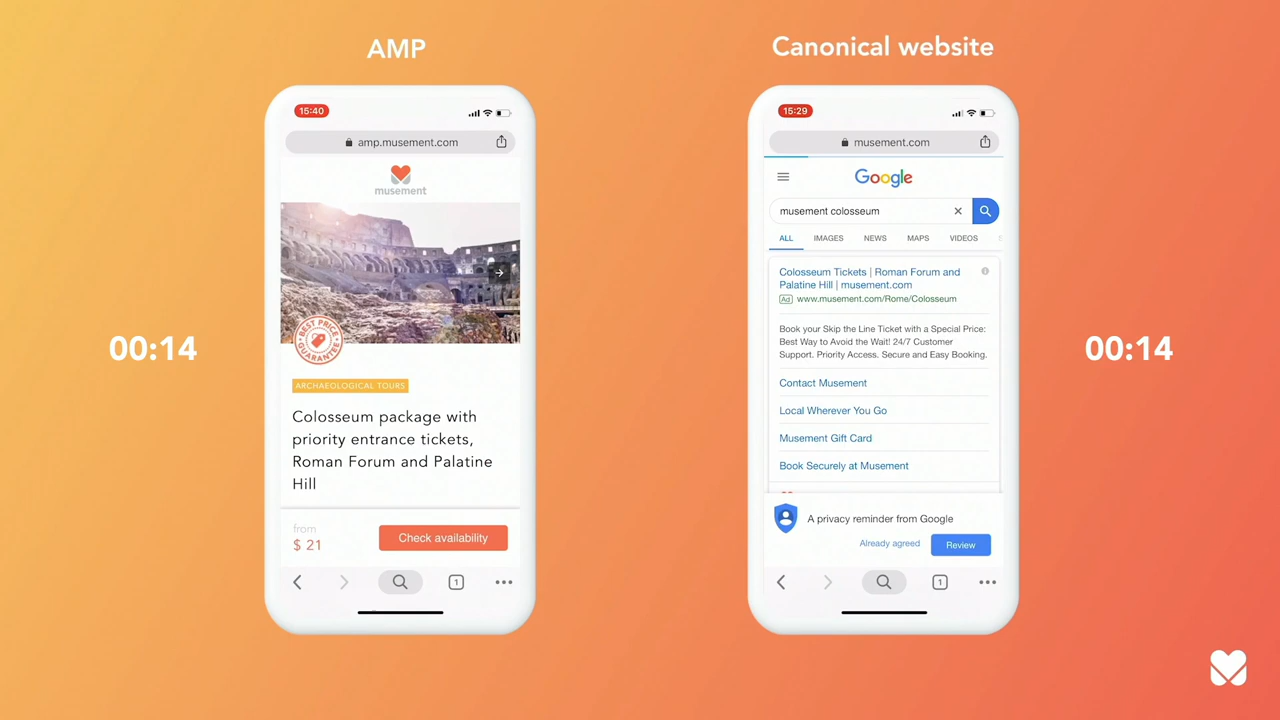 AMP
15:40
amp.musement.com
musement
BEST PRICE
GUARANTEE
ARCHAEOLOGICAL TOURS
Colosseum package with
priority entrance tickets,
Roman Forum and Palatine
Hill
from
$ 21
Check availability
1
00:14
Canonical website
15:29
musement.com
Google
musement colosseum
ALL IMAGES NEWS MAPS VIDEOS S
Colosseum Tickets | Roman Forum and
Palatine Hill | musement.com
Ad www.musement.com/Rome/Colosseum
Book your Skip the Line Ticket with a Special Price:
Best Way to Avoid the Wait! 24/7 Customer
Support. Priority Access. Secure and Easy Booking.
Contact Musement
Local Wherever You Go
Musement Gift Card
Book Securely at Musement
A privacy reminder from Google
Already agreed Review
1
00:14